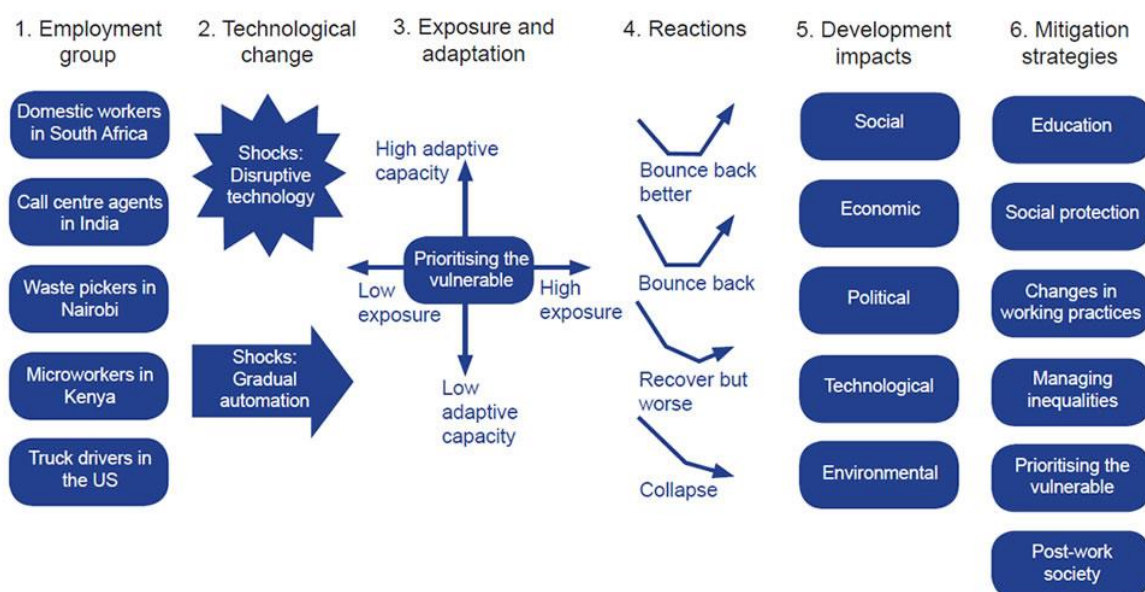 1. Employment
group
2. Technological
change
3. Exposure and
adaptation
4. Reactions
5. Development
impacts
6. Mitigation
strategies
Domestic workers
in South Africa
Call centre agents
in India
Waste pickers in
Nairobi
Microworkers in
Kenya
Truck drivers in
the US
Shocks:
Disruptive
technology
Shocks:
Gradual
automation
High adaptive
capacity
Prioritising the
vulnerable
Low
exposure
High
exposure
Low
adaptive
capacity
Bounce back
better
Bounce back
Recover but
worse
Collapse
Social
Economic
Political
Technological
Environmental
Education
Social protection
Changes in
working practices
Managing
inequalities
Prioritising the
vulnerable
Post-work
society